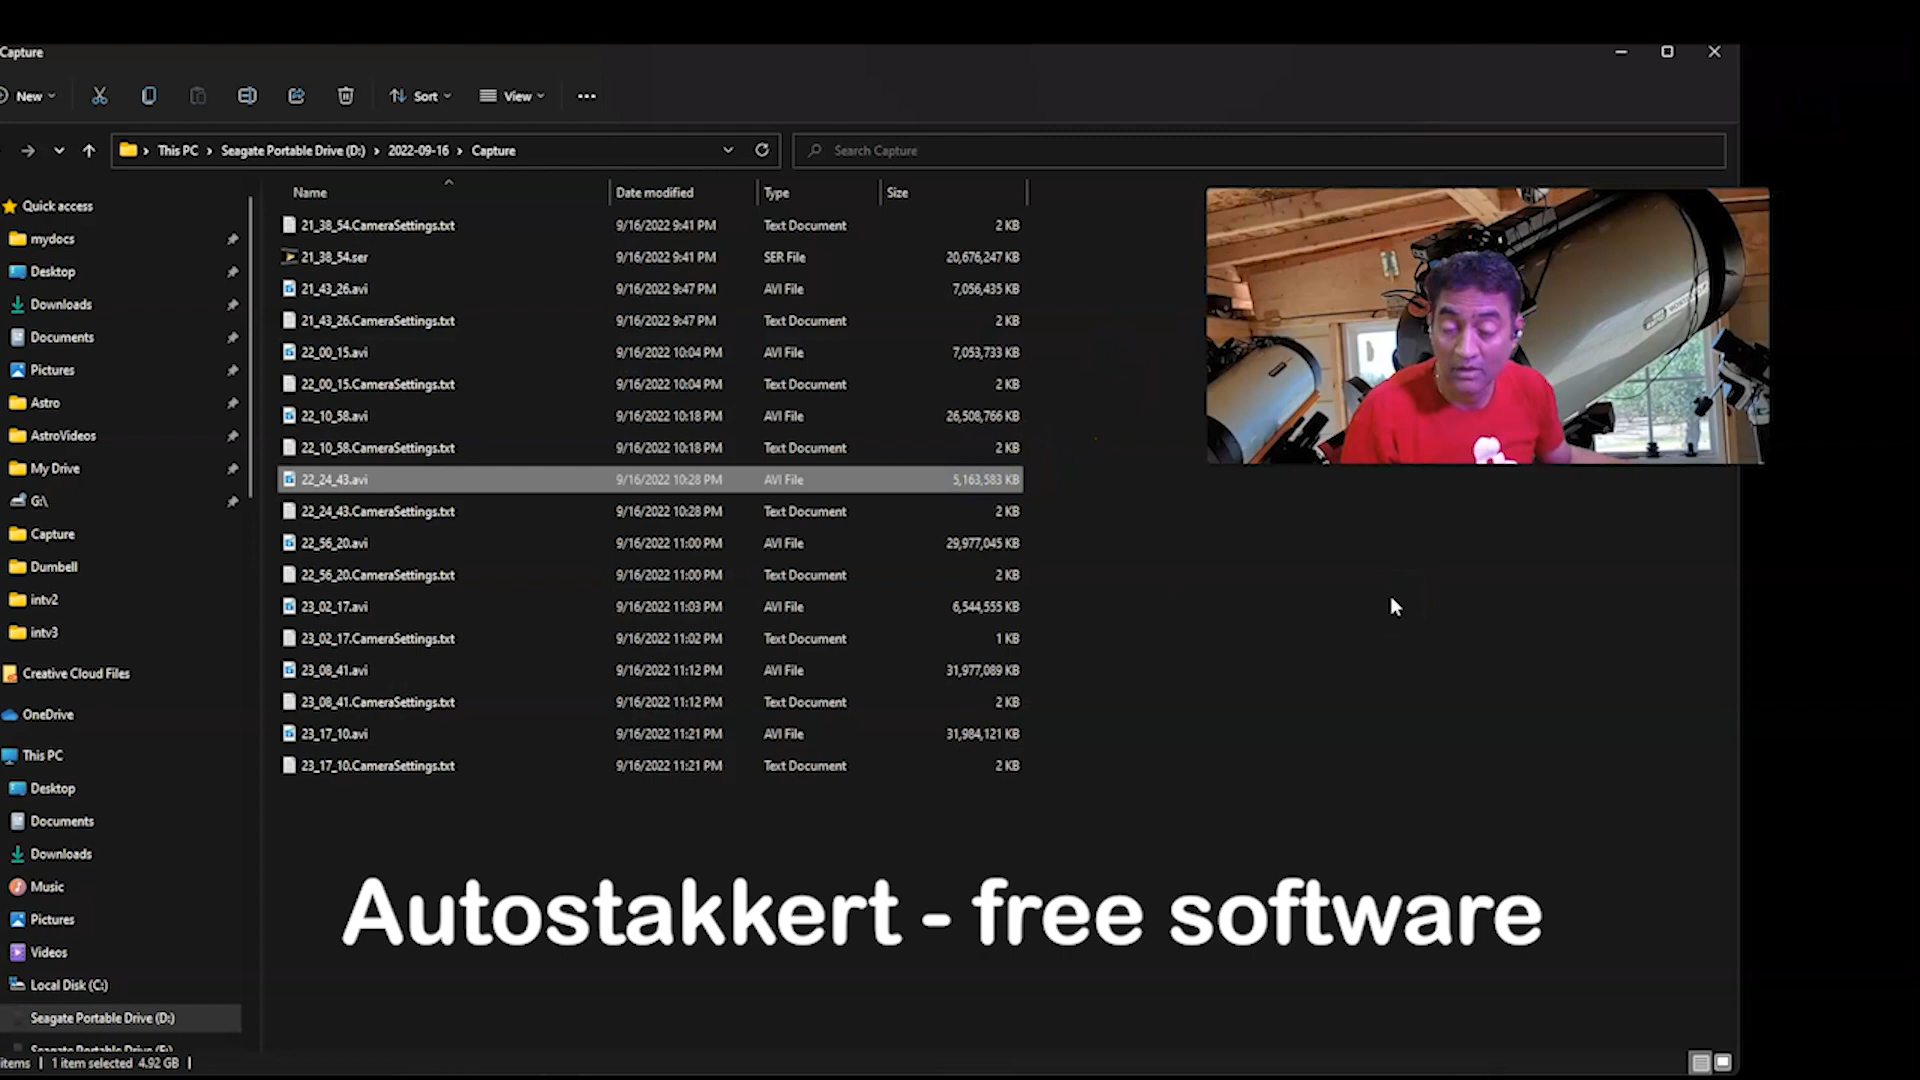 Capture
New
Sort
View
This PC > Seagate Portable Drive (D:) > 2022-09-16 > Capture
Search Capture
Name Date modified Type Size
21_38_54.CameraSettings.txt 9/16/2022 9:41 PM Text Document 2 KB
21_38_54.ser 9/16/2022 9:41 PM SER File 20,676,247 KB
21_43_26.avi 9/16/2022 9:47 PM AVI File 7,056,435 KB
21_43_26.CameraSettings.txt 9/16/2022 9:47 PM Text Document 2 KB
22_00_15.avi 9/16/2022 10:04 PM AVI File 7,053,733 KB
22_00_15.CameraSettings.txt 9/16/2022 10:04 PM Text Document 2 KB
22_10_58.avi 9/16/2022 10:18 PM AVI File 26,508,766 KB
22_10_58.CameraSettings.txt 9/16/2022 10:18 PM Text Document 2 KB
22_24_43.avi 9/16/2022 10:28 PM AVI File 5,163,583 KB
22_24_43.CameraSettings.txt 9/16/2022 10:28 PM Text Document 2 KB
22_56_20.avi 9/16/2022 11:00 PM AVI File 29,977,045 KB
22_56_20.CameraSettings.txt 9/16/2022 11:00 PM Text Document 2 KB
23_02_17.avi 9/16/2022 11:03 PM AVI File 6,544,555 KB
23_02_17.CameraSettings.txt 9/16/2022 11:02 PM Text Document 1 KB
23_08_41.avi 9/16/2022 11:12 PM AVI File 31,977,089 KB
23_08_41.CameraSettings.txt 9/16/2022 11:12 PM Text Document 2 KB
23_17_10.avi 9/16/2022 11:21 PM AVI File 31,984,121 KB
23_17_10.CameraSettings.txt 9/16/2022 11:21 PM Text Document 2 KB
Quick access
mydocs
Desktop
Downloads
Documents
Pictures
Astro
AstroVideos
My Drive
G:\
Capture
Dumbell
intv2
intv3
Creative Cloud Files
OneDrive
This PC
Desktop
Documents
Downloads
Music
Pictures
Videos
Local Disk (C:)
Seagate Portable Drive (D:)
Seagate Portable Drive
Autostakkert - free software
items | 1 item selected 4.92 GB |